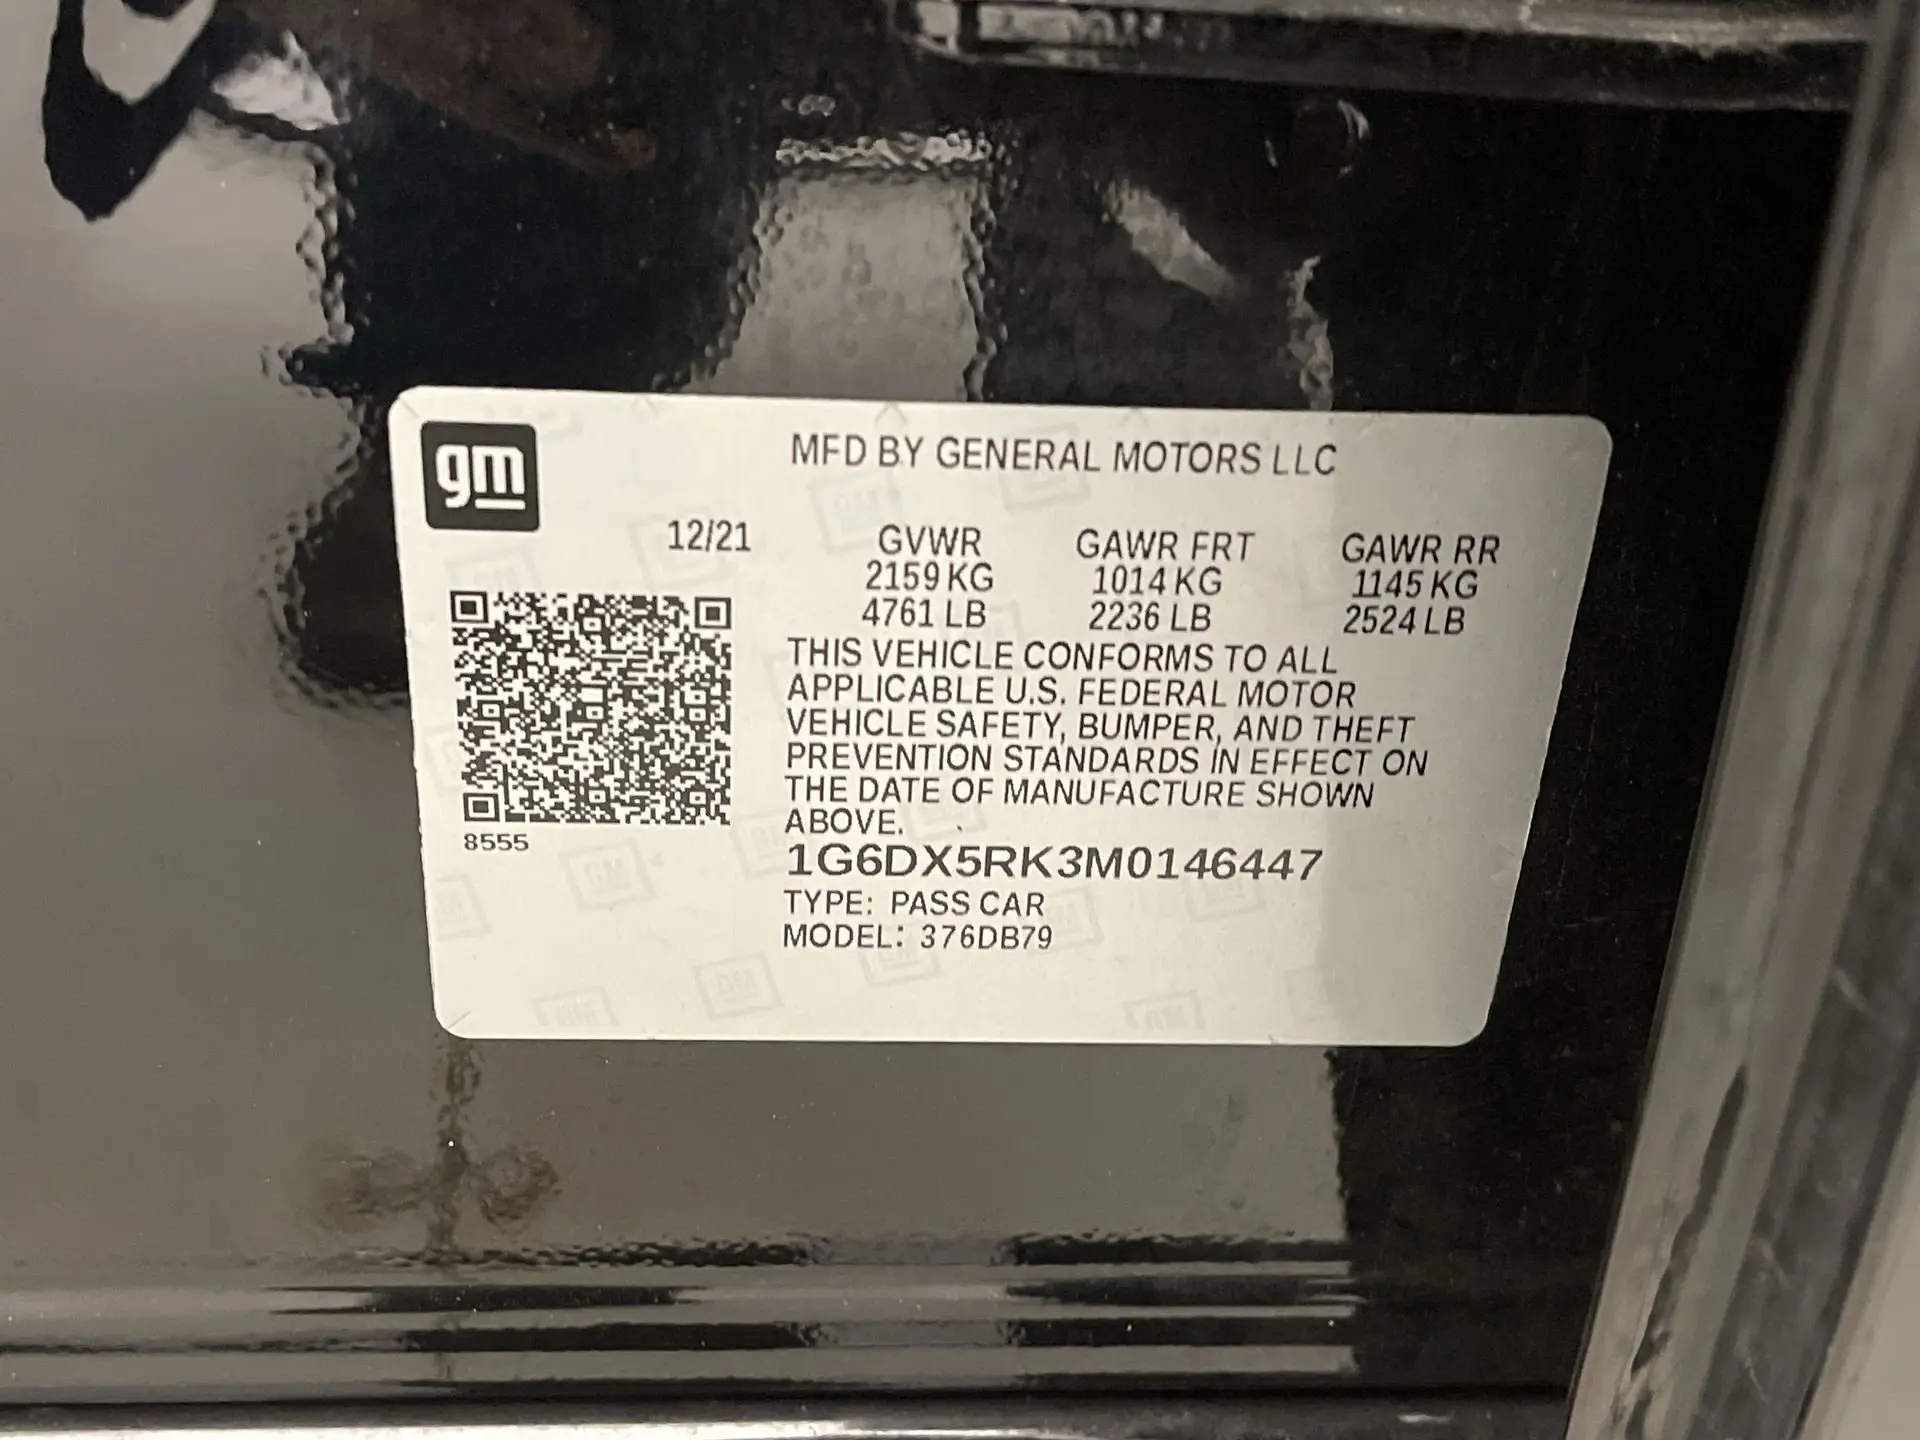 gm
MFD BY GENERAL MOTORS LLC
12/21 GVWR GAWR FRT GAWR RR
2159 KG 1014 KG 1145 KG
4761 LB 2236 LB 2524 LB
THIS VEHICLE CONFORMS TO ALL
APPLICABLE U.S. FEDERAL MOTOR
VEHICLE SAFETY, BUMPER, AND THEFT
PREVENTION STANDARDS IN EFFECT ON
THE DATE OF MANUFACTURE SHOWN
ABOVE.
8555
1G6DX5RK3M0146447
TYPE: PASS CAR
MODEL: 376DB79